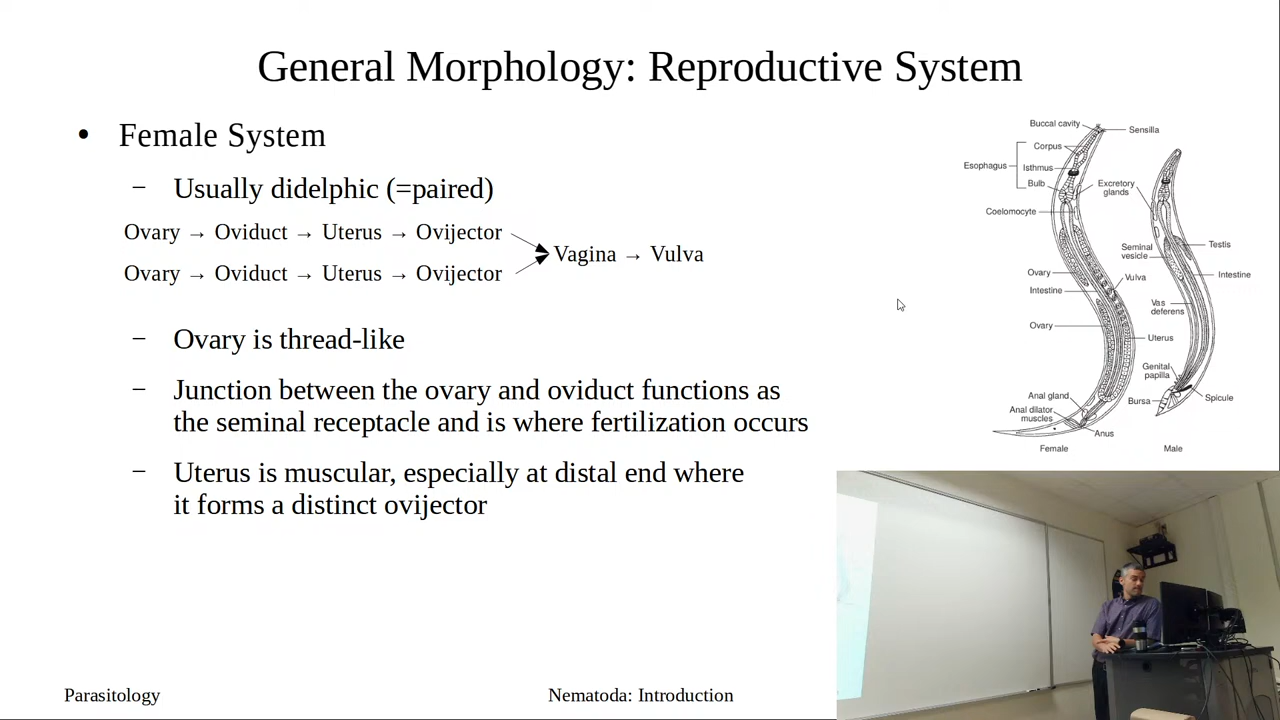 General Morphology: Reproductive System
• Female System
– Usually didelphic (=paired)
Ovary → Oviduct → Uterus → Ovijector
Ovary → Oviduct → Uterus → Ovijector
Vagina → Vulva
– Ovary is thread-like
– Junction between the ovary and oviduct functions as
the seminal receptacle and is where fertilization occurs
– Uterus is muscular, especially at distal end where
it forms a distinct ovijector
Buccal cavity
Sensilla
Corpus
Esophagus
Isthmus
Bulb
Excretory
glands
Coelomocyte
Seminal
vesicle
Testis
Ovary
Vulva
Intestine
Intestine
Vas
deferens
Ovary
Uterus
Genital
papilla
Anal gland
Bursa
Spicule
Anal dilator
muscles
Anus
Female
Male
Parasitology
Nematoda: Introduction